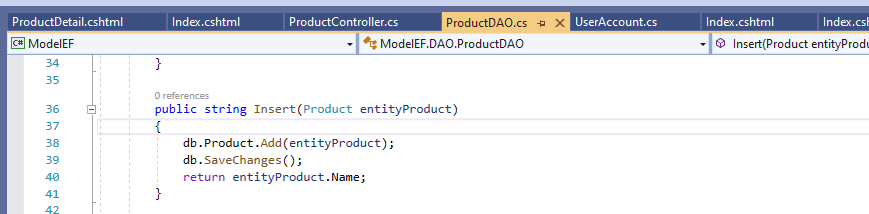 ProductDetail.cshtml Index.cshtml ProductController.cs ProductDAO.cs UserAccount.cs Index.cshtml Index.csh
C# ModelEF ModelEF.DAO.ProductDAO Insert(Product entityProdu
34 }
35
0 references
36 public string Insert(Product entityProduct)
37 {
38 db.Product.Add(entityProduct);
39 db.SaveChanges();
40 return entityProduct.Name;
41 }
42